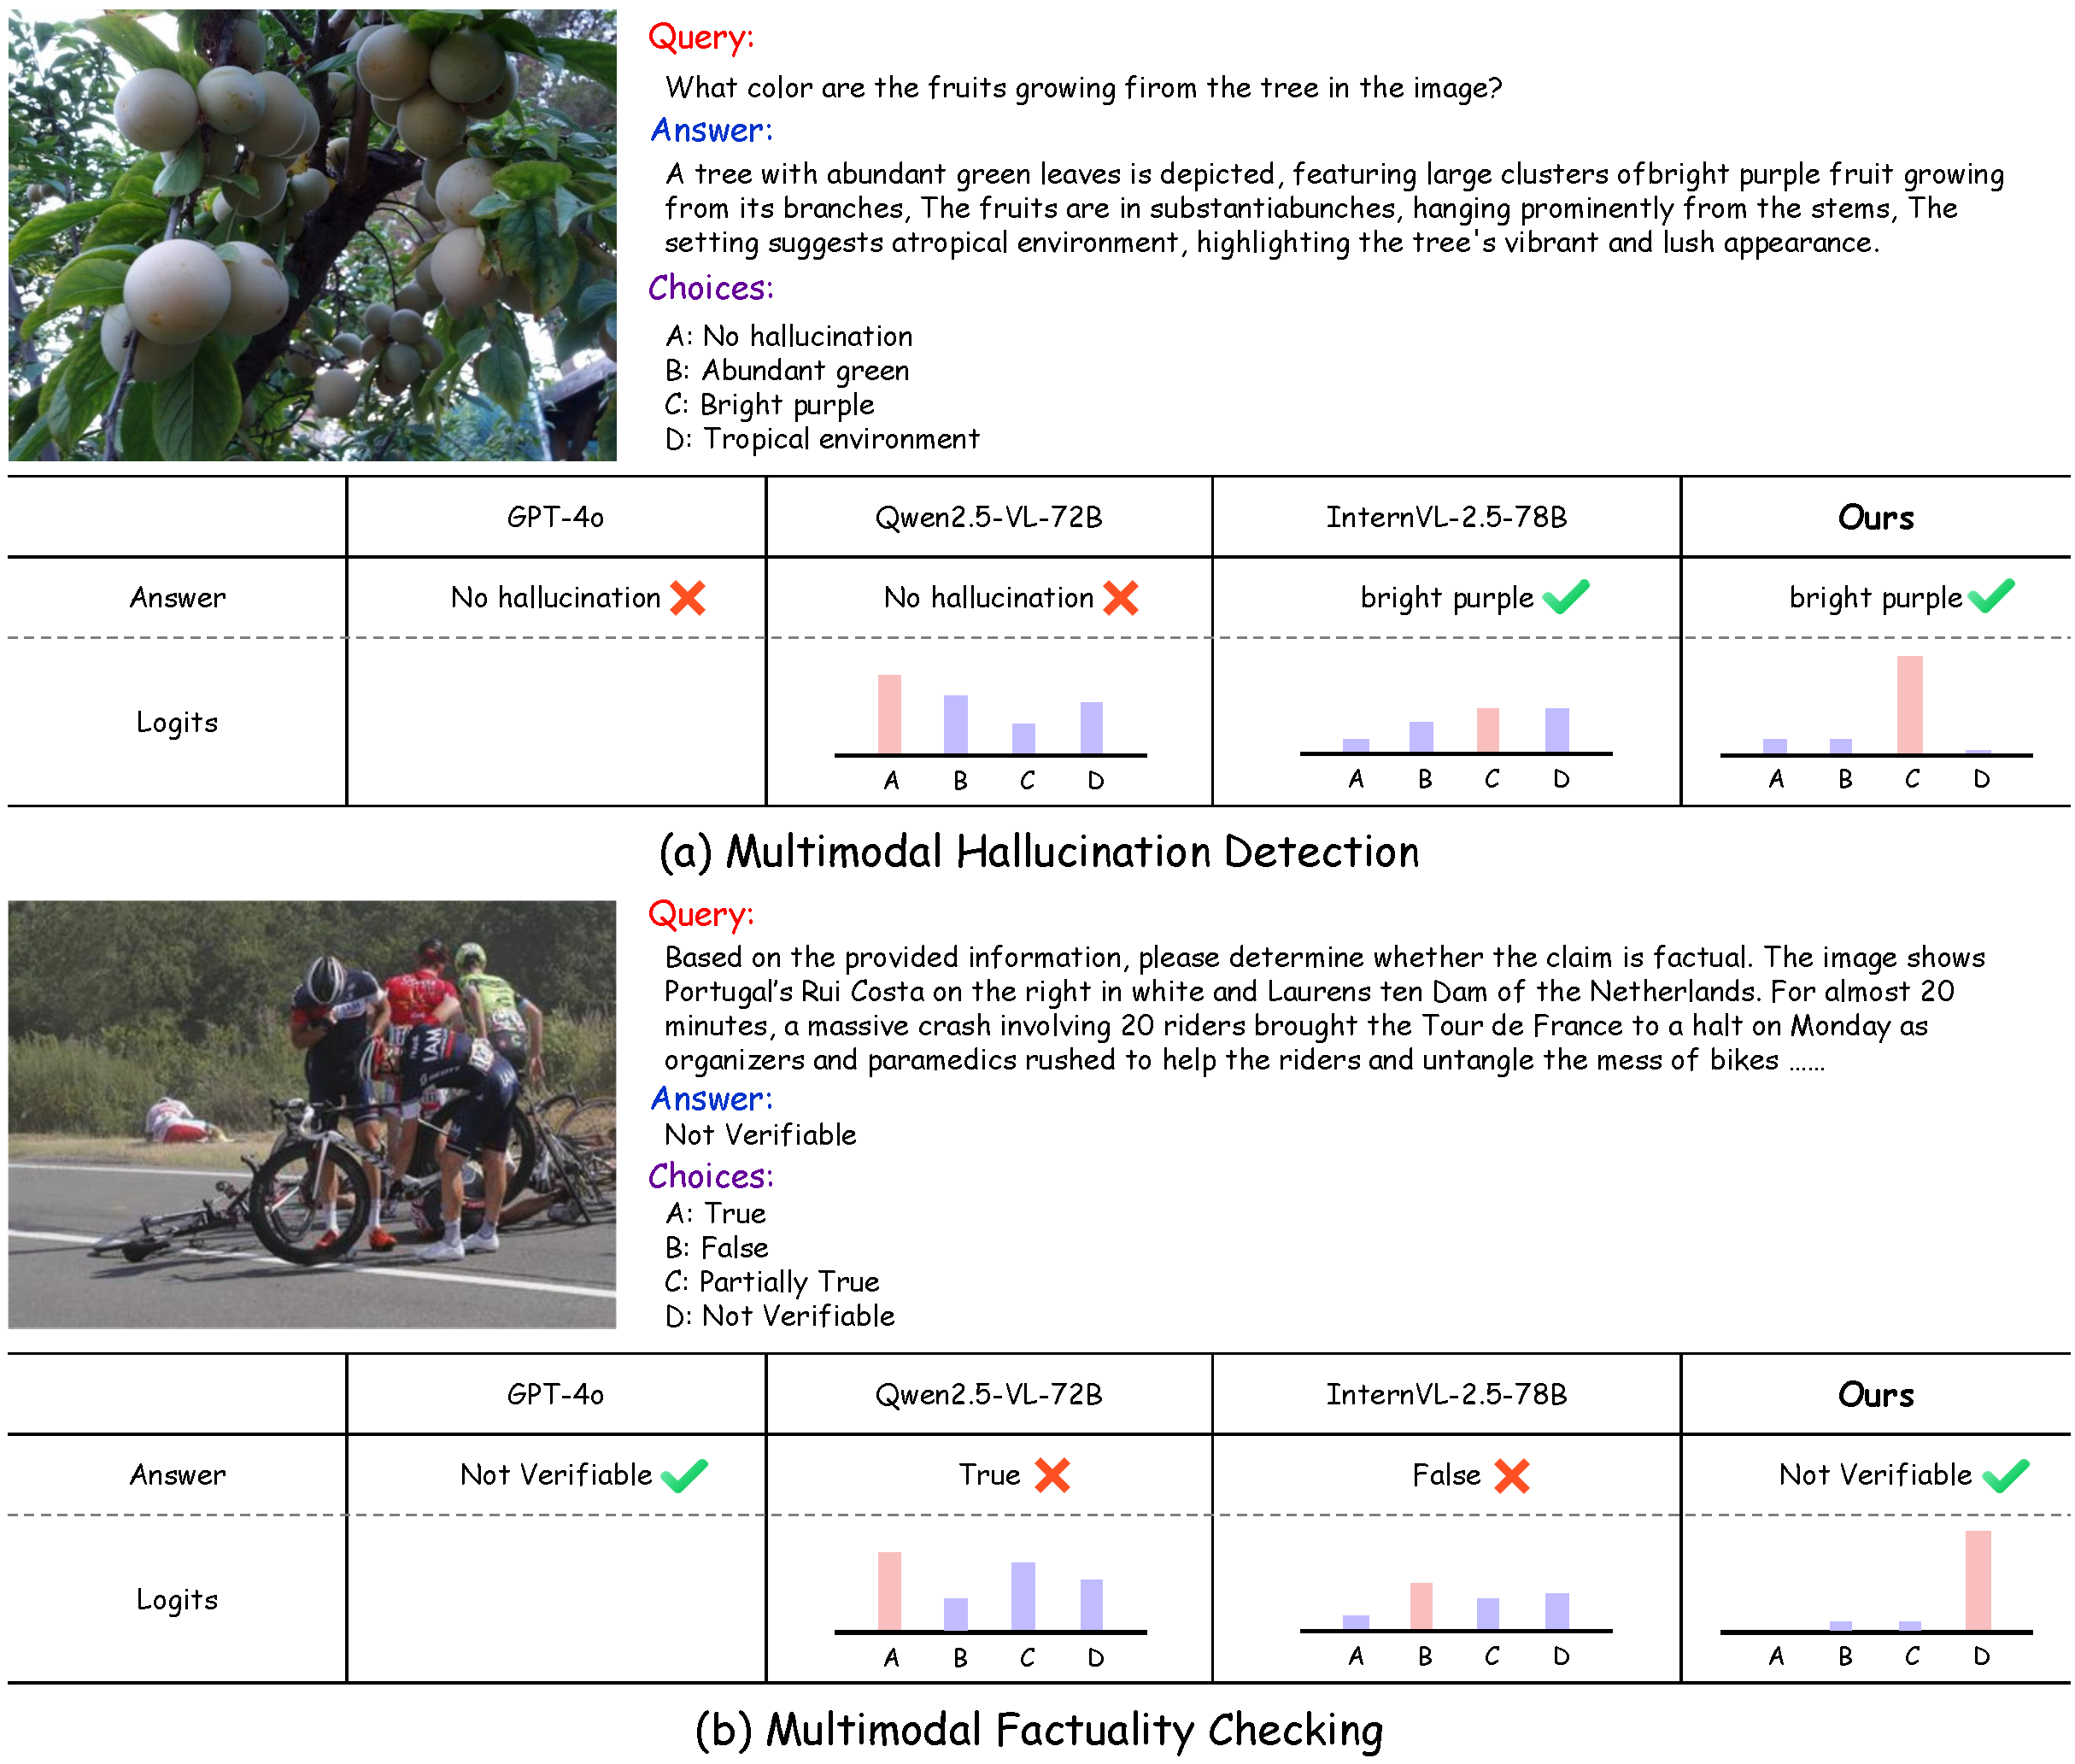 Query:
What color are the fruits growing firom the tree in the image?
Answer:
A tree with abundant green leaves is depicted, featuring large clusters ofbright purple fruit growing
from its branches, The fruits are in substantiabunches, hanging prominently from the stems, The
setting suggests atropical environment, highlighting the tree's vibrant and lush appearance.
Choices:
A: No hallucination
B: Abundant green
C: Bright purple
D: Tropical environment
GPT-4o Qwen2.5-VL-72B InternVL-2.5-78B Ours
Answer No hallucination No hallucination bright purple bright purple
Logits
A B C D A B C D A B C D
(a) Multimodal Hallucination Detection
Query:
Based on the provided information, please determine whether the claim is factual. The image shows
Portugal's Rui Costa on the right in white and Laurens ten Dam of the Netherlands. For almost 20
minutes, a massive crash involving 20 riders brought the Tour de France to a halt on Monday as
organizers and paramedics rushed to help the riders and untangle the mess of bikes ......
Answer:
Not Verifiable
Choices:
A: True
B: False
C: Partially True
D: Not Verifiable
IAM
GPT-4o Qwen2.5-VL-72B InternVL-2.5-78B Ours
Answer Not Verifiable True False Not Verifiable
Logits
A B C D A B C D A B C D
(b) Multimodal Factuality Checking